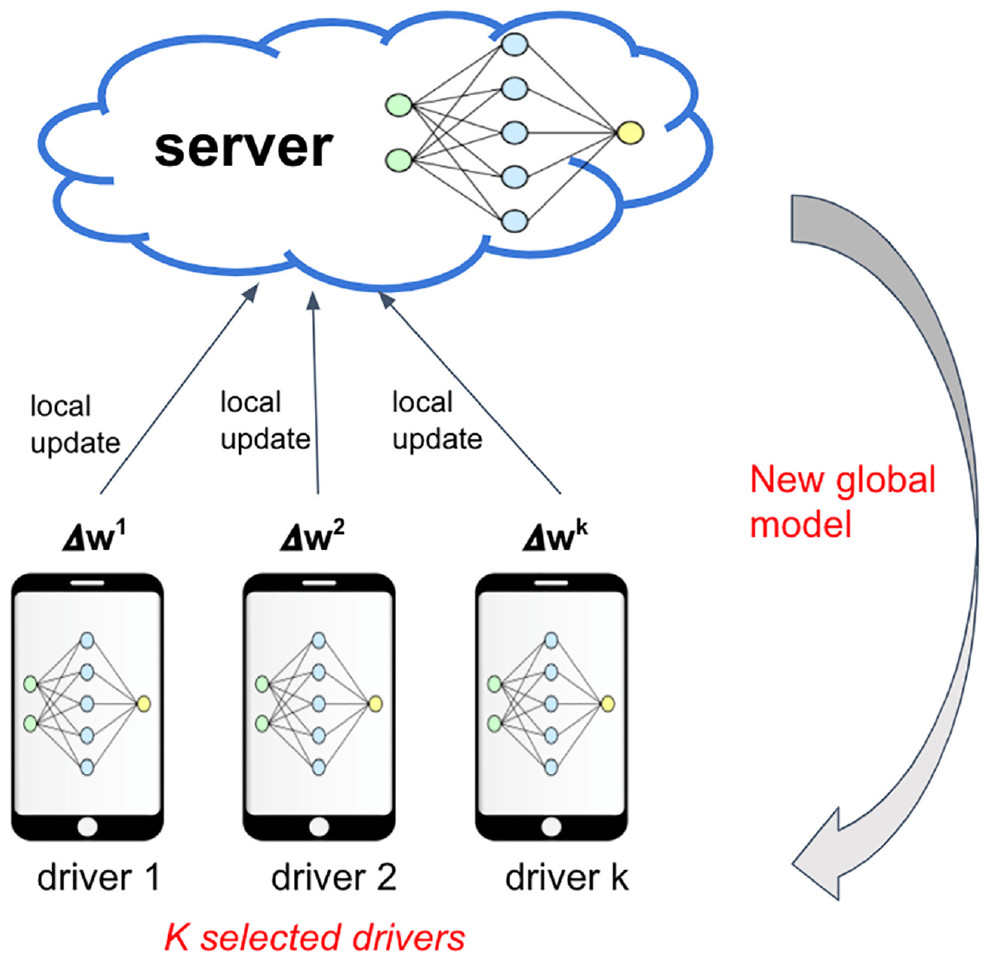 server
local
update
local
update
local
update
New global
model
Δw¹
Δw²
Δwᵏ
driver 1
driver 2
driver k
K selected drivers